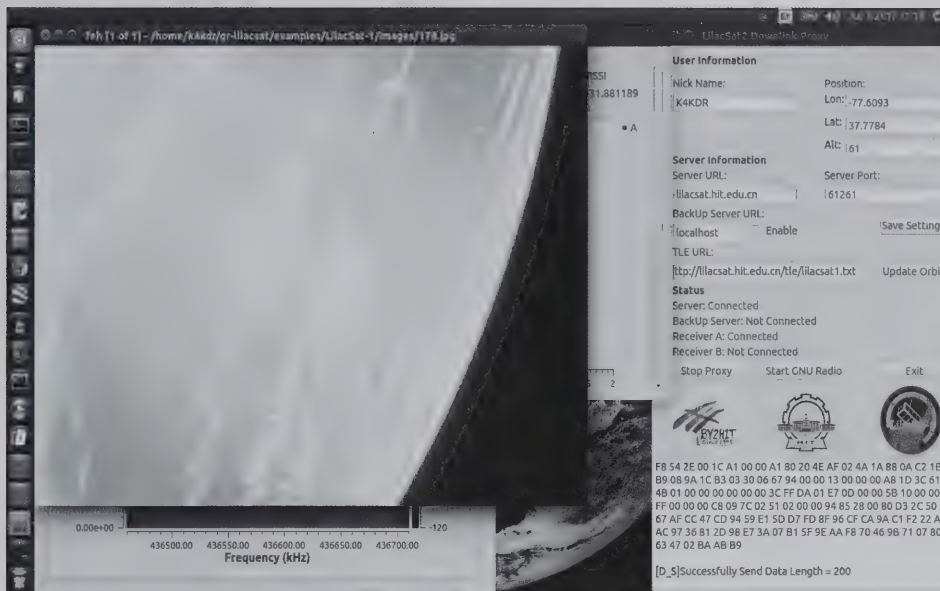 feh [1 of 1] - /home/k4kdr/gr-lilacsat/examples/LilacSat-1/images/178.jpg
LilacSat2 Downlink Proxy
User Information
Nick Name:
Position:
K4KDR
Lon: -77.6093
Lat: 37.7784
Alt: 61
Server Information
Server URL:
Server Port:
lilacsat.hit.edu.cn
61261
BackUp Server URL:
localhost
Enable
Save Setting
TLE URL:
ttp://lilacsat.hit.edu.cn/tle/lilacsat1.txt
Update Orbi
Status
Server: Connected
BackUp Server: Not Connected
Receiver A: Connected
Receiver B: Not Connected
Stop Proxy
Start GNU Radio
Exit
RSSI
31.881189
A
2
BY2HIT
HIT
F8 54 2E 00 1C A1 00 00 A1 80 20 4E AF 02 4A 1A 88 0A C2 1B
B9 08 9A 1C B3 03 30 06 67 94 00 00 13 00 00 00 A8 1D 3C 61
4B 01 00 00 00 00 00 00 3C FF DA 01 E7 0D 00 00 5B 10 00 00
FF 00 00 00 C8 09 7C 02 51 02 00 00 94 85 28 00 80 D3 2C 50
67 AF CC 47 CD 94 59 E1 5D D7 FD 8F 96 CF CA 9A C1 F2 22 A
AC 97 36 81 2D 98 E7 3A 07 B1 5F 9E AA F8 70 46 9B 71 07 80
63 47 02 BA AB B9
[D_S]Successfully Send Data Length = 200
0.00e+00
-120
436500.00
436550.00
436600.00
436650.00
436700.00
Frequency (kHz)